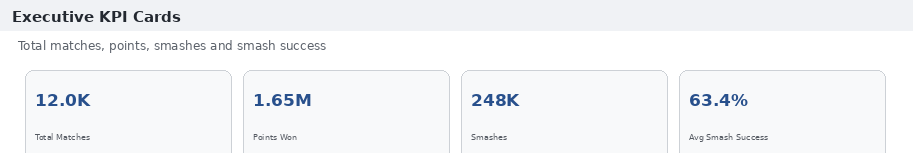 Executive KPI Cards
Total matches, points, smashes and smash success
12.0K 1.65M 248K 63.4%
Total Matches Points Won Smashes Avg Smash Success